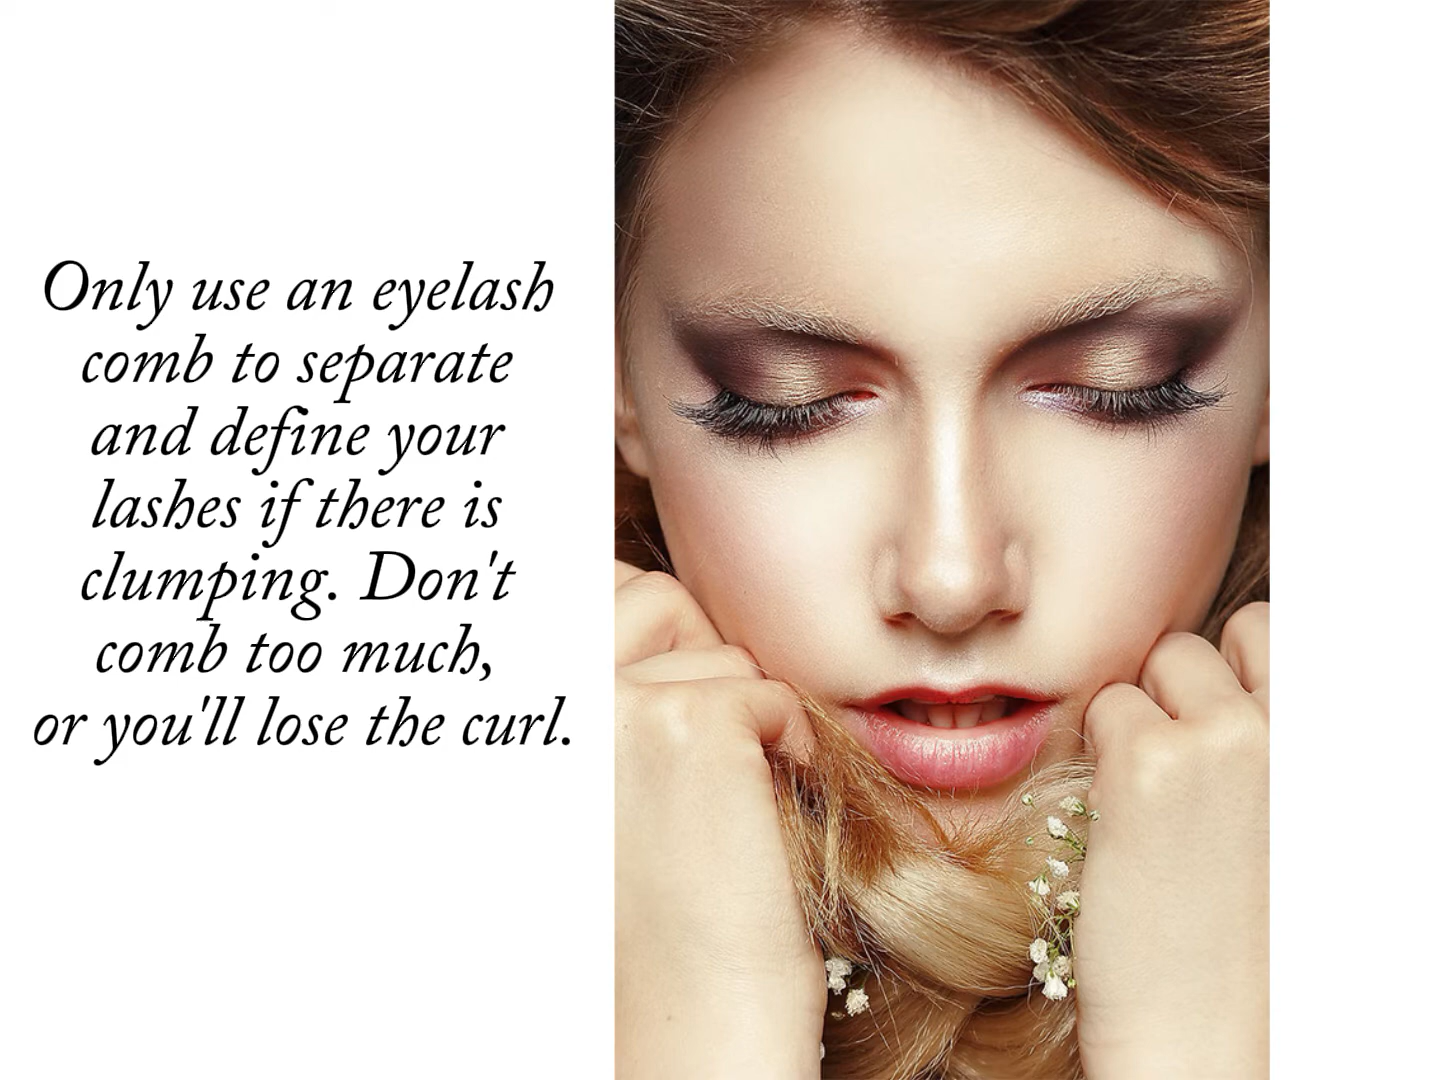 Only use an eyelash
comb to separate
and define your
lashes if there is
clumping. Don't
comb too much,
or you'll lose the curl.